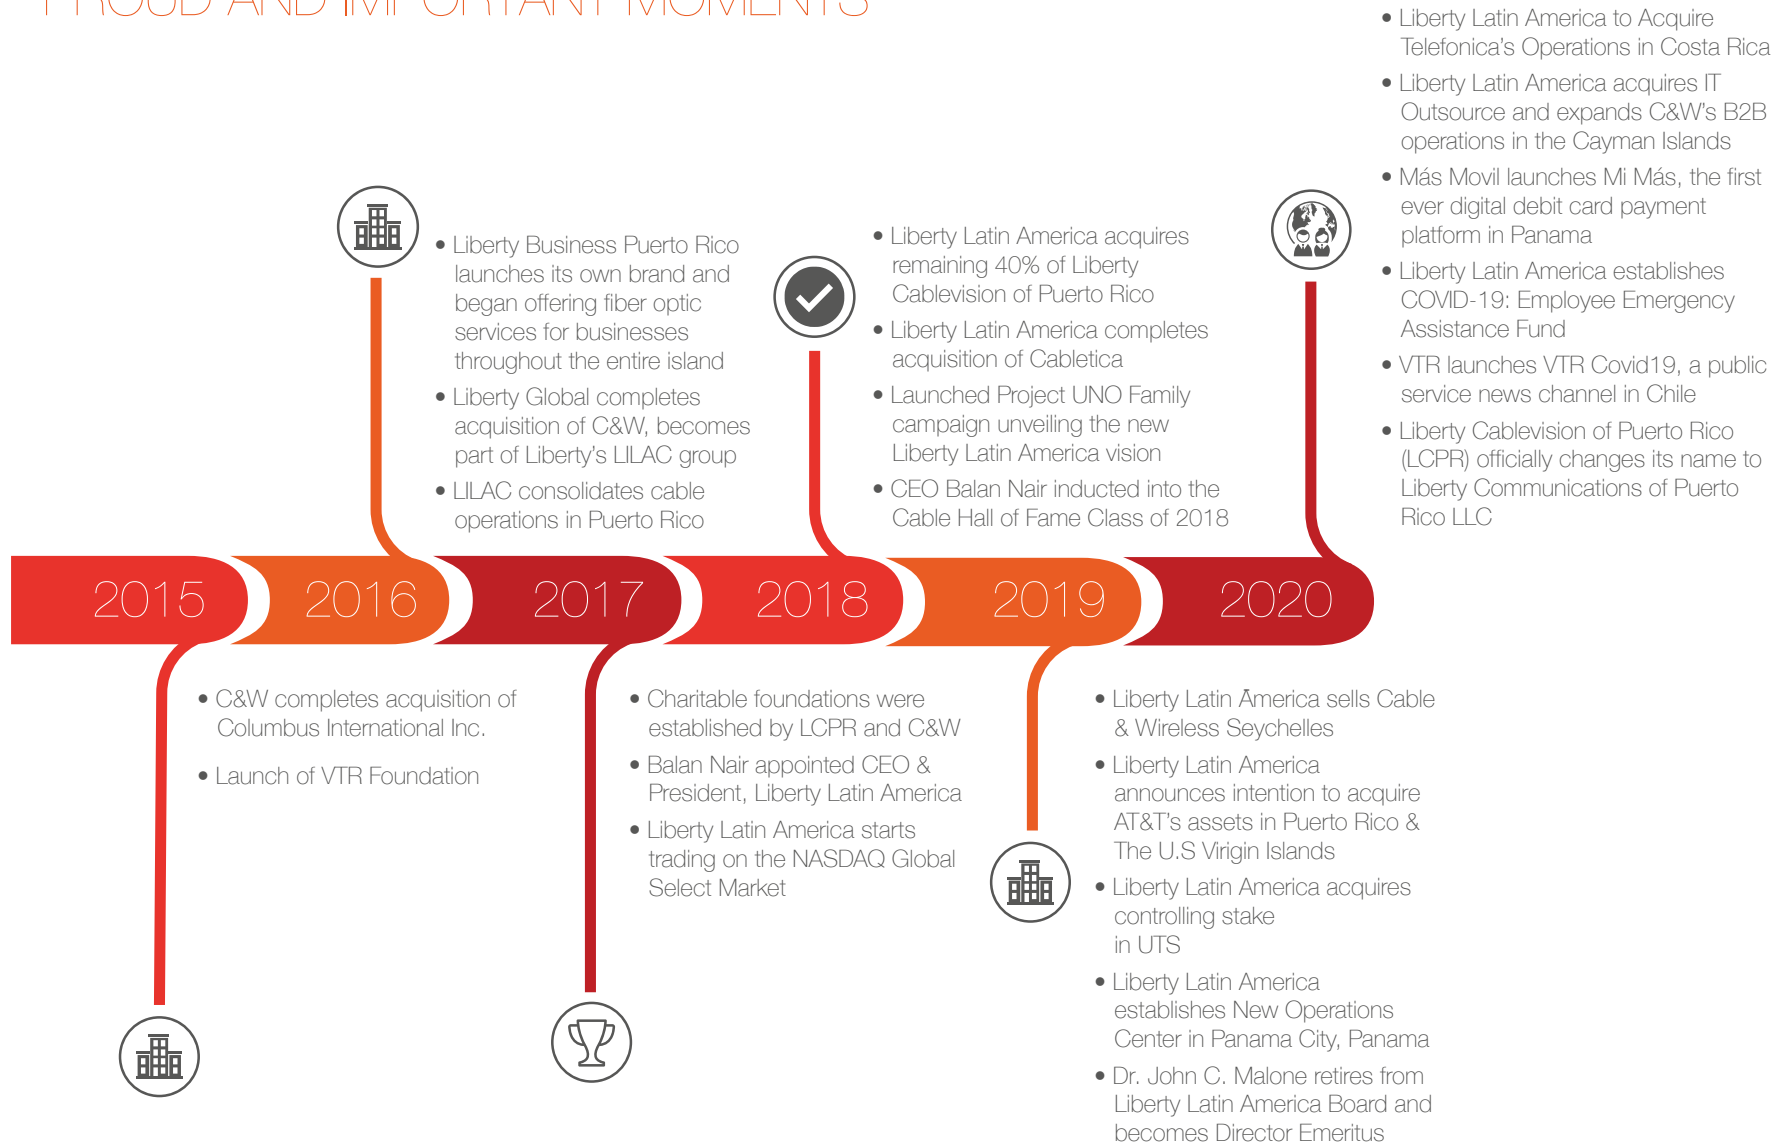 PROUD AND IMPORTANT MOMENTS
• Liberty Latin America to Acquire
Telefonica's Operations in Costa Rica
• Liberty Latin America acquires IT
Outsource and expands C&W's B2B
operations in the Cayman Islands
• Más Movil launches Mi Más, the first
ever digital debit card payment
platform in Panama
• Liberty Latin America establishes
COVID-19: Employee Emergency
Assistance Fund
• VTR launches VTR Covid19, a public
service news channel in Chile
• Liberty Cablevision of Puerto Rico
(LCPR) officially changes its name to
Liberty Communications of Puerto
Rico LLC
• Liberty Business Puerto Rico
launches its own brand and
began offering fiber optic
services for businesses
throughout the entire island
• Liberty Global completes
acquisition of C&W, becomes
part of Liberty's LILAC group
• LILAC consolidates cable
operations in Puerto Rico
• Liberty Latin America acquires
remaining 40% of Liberty
Cablevision of Puerto Rico
• Liberty Latin America completes
acquisition of Cabletica
• Launched Project UNO Family
campaign unveiling the new
Liberty Latin America vision
• CEO Balan Nair inducted into the
Cable Hall of Fame Class of 2018
2015
2016
2017
2018
2019
2020
• C&W completes acquisition of
Columbus International Inc.
• Launch of VTR Foundation
• Charitable foundations were
established by LCPR and C&W
• Balan Nair appointed CEO &
President, Liberty Latin America
• Liberty Latin America starts
trading on the NASDAQ Global
Select Market
• Liberty Latin America sells Cable
& Wireless Seychelles
• Liberty Latin America
announces intention to acquire
AT&T's assets in Puerto Rico &
The U.S Virigin Islands
• Liberty Latin America acquires
controlling stake
in UTS
• Liberty Latin America
establishes New Operations
Center in Panama City, Panama
• Dr. John C. Malone retires from
Liberty Latin America Board and
becomes Director Emeritus